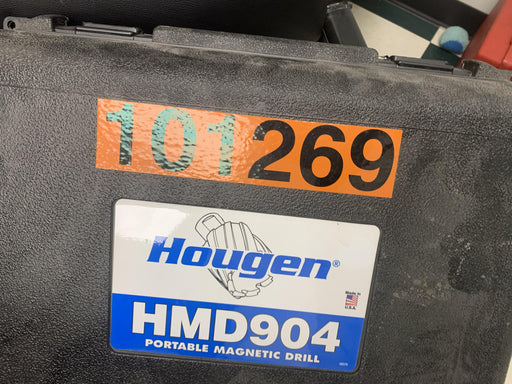 101269
Hougen®
Made in
U.S.A.
HMD904
PORTABLE MAGNETIC DRILL